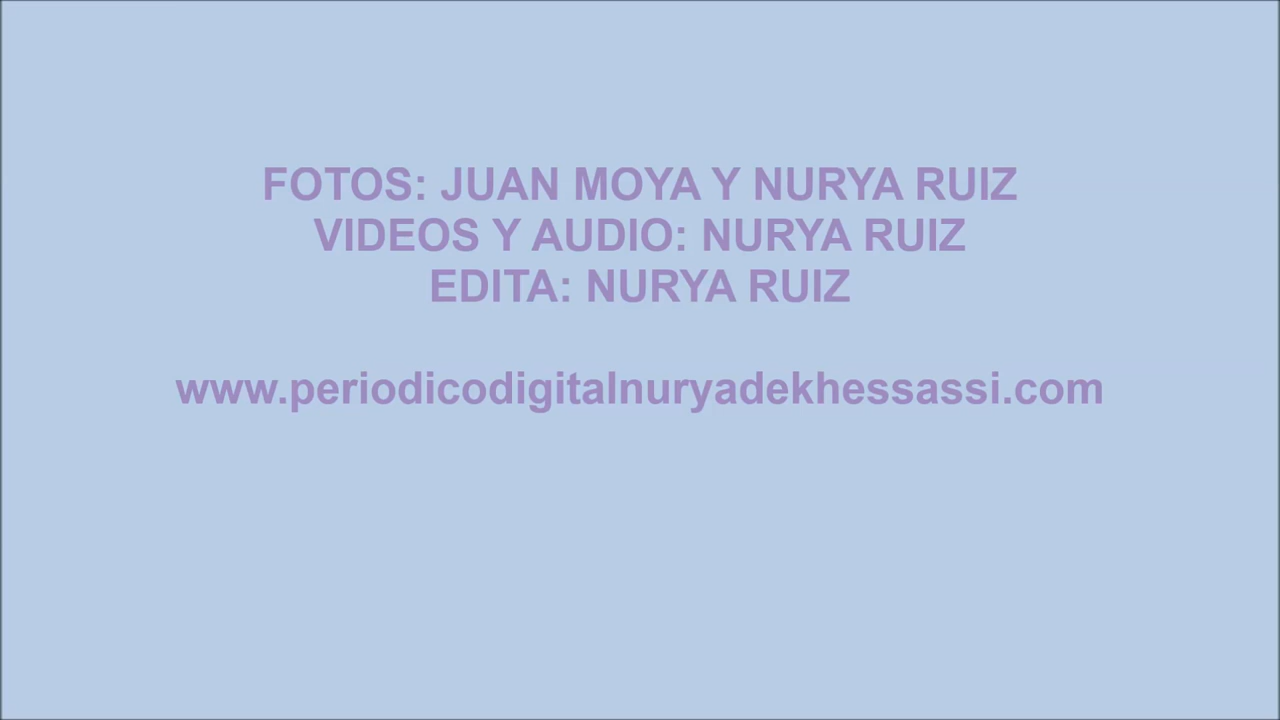 FOTOS: JUAN MOYA Y NURYA RUIZ
VIDEOS Y AUDIO: NURYA RUIZ
EDITA: NURYA RUIZ
www.periodicodigitalnuryadekhessassi.com